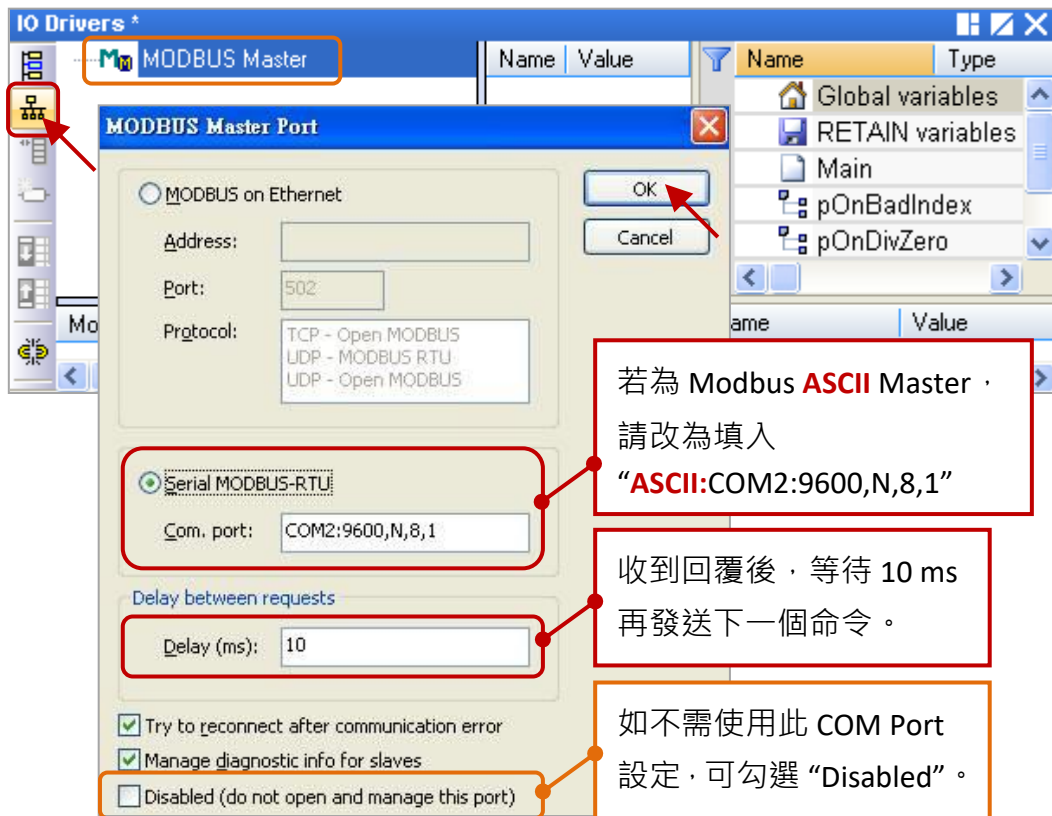 IO Drivers *
MODBUS Master
Name Value
Name Type
Global variables
RETAIN variables
Main
pOnBadIndex
pOnDivZero
MODBUS Master Port
MODBUS on Ethernet
Address:
Port: 502
Protocol: TCP - Open MODBUS
UDP - MODBUS RTU
UDP - Open MODBUS
OK
Cancel
Mo
ame Value
Serial MODBUS-RTU
Com. port: COM2:9600,N,8,1
Delay between requests
Delay (ms): 10
Try to reconnect after communication error
Manage diagnostic info for slaves
Disabled (do not open and manage this port)
若為 Modbus ASCII Master，
請改為填入
“ASCII:COM2:9600,N,8,1”
收到回覆後，等待 10 ms
再發送下一個命令。
如不需使用此 COM Port
設定，可勾選 “Disabled”。